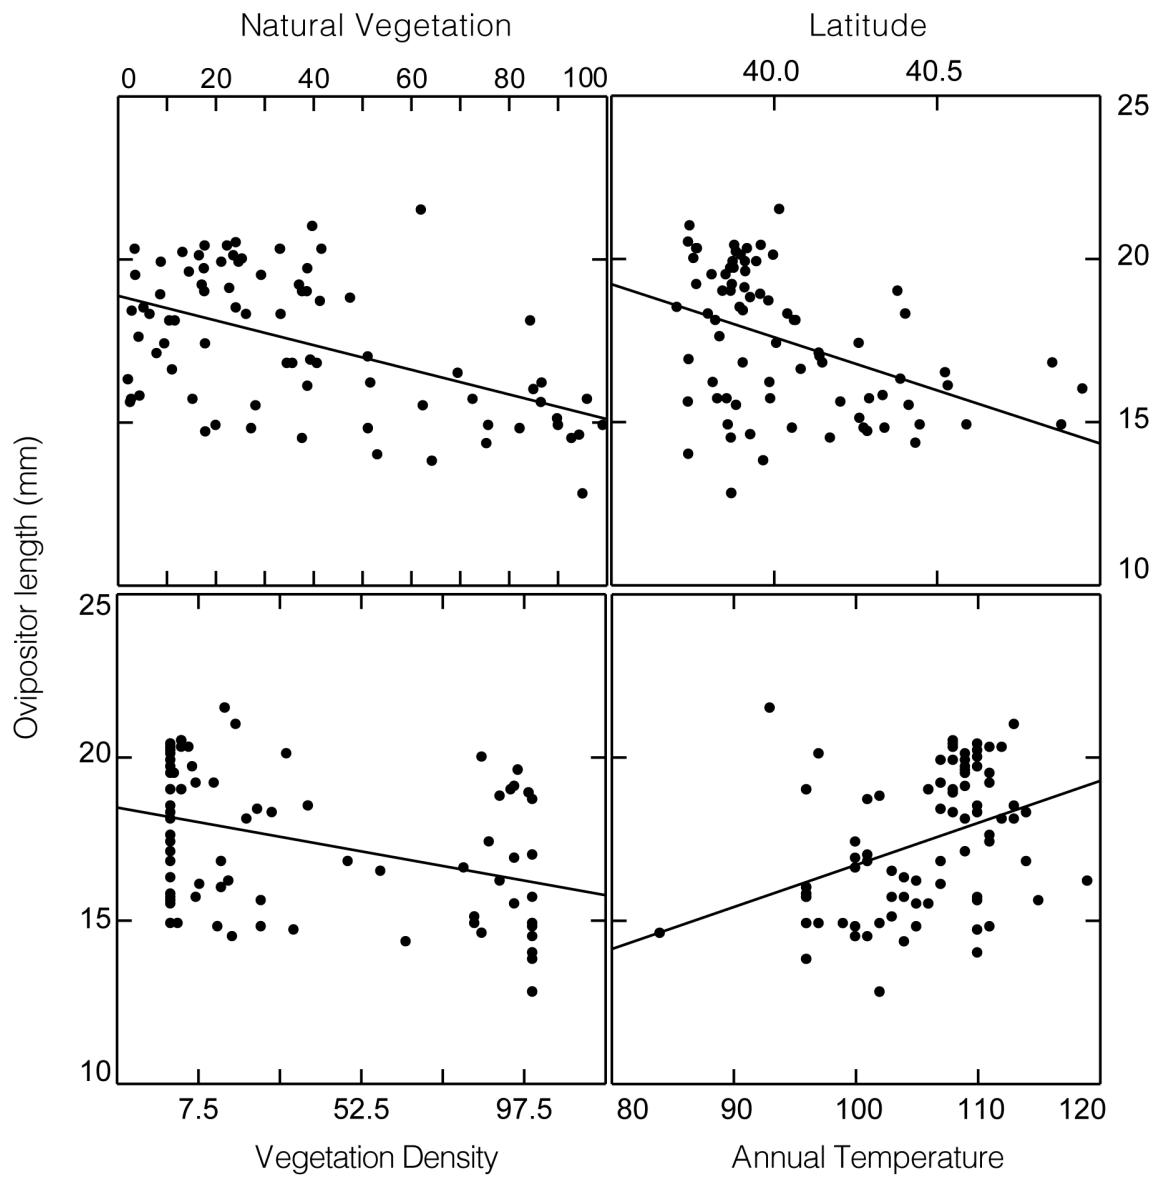 Natural Vegetation
Latitude
0 20 40 60 80 100
40.0 40.5
25
20
15
10
Ovipositor length (mm)
25
20
15
10
7.5 52.5 97.5
80 90 100 110 120
Vegetation Density
Annual Temperature